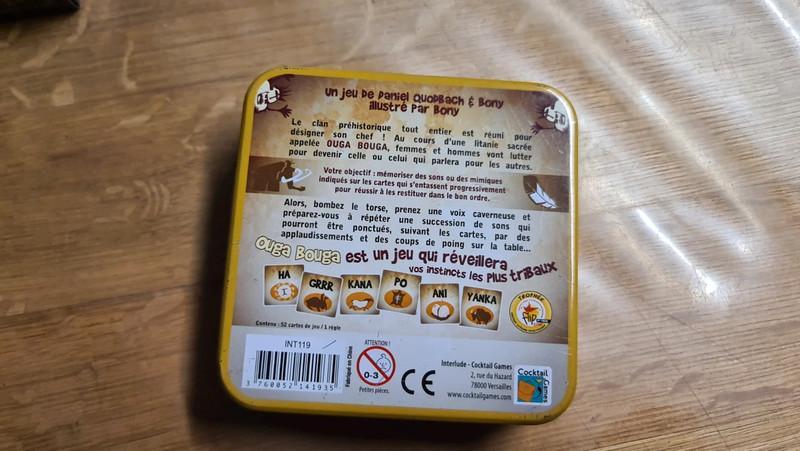 un jeu de Daniel Quodbach & Bony
illustré par Bony
Le clan préhistorique tout entier est réuni pour
désigner son chef ! Au cours d'une litanie sacrée
appelée OUGA BOUGA, femmes et hommes vont lutter
pour devenir celle ou celui qui parlera pour les autres.
Votre objectif : mémoriser des sons ou des mimiques
indiqués sur les cartes qui s'entassent progressivement
pour réussir à les restituer dans le bon ordre.
Alors, bombez le torse, prenez une voix caverneuse et
préparez-vous à répéter une succession de sons qui
pourront être ponctués, suivant les cartes, par des
applaudissements et des coups de poing sur la table...
Ouga Bouga est un jeu qui réveillera
vos instincts les plus tribaux
HA
GRRR
KANA
PO
ANI
YANKA
TROPHÉE
flip
Contenu : 52 cartes de jeu / 1 règle
INT119
3 760052 141935
Fabriqué en Chine
ATTENTION !
0-3
Petites pièces.
CE
Interlude - Cocktail Games
2, rue du Hazard
78000 Versailles
www.cocktailgames.com
Cocktail
Games